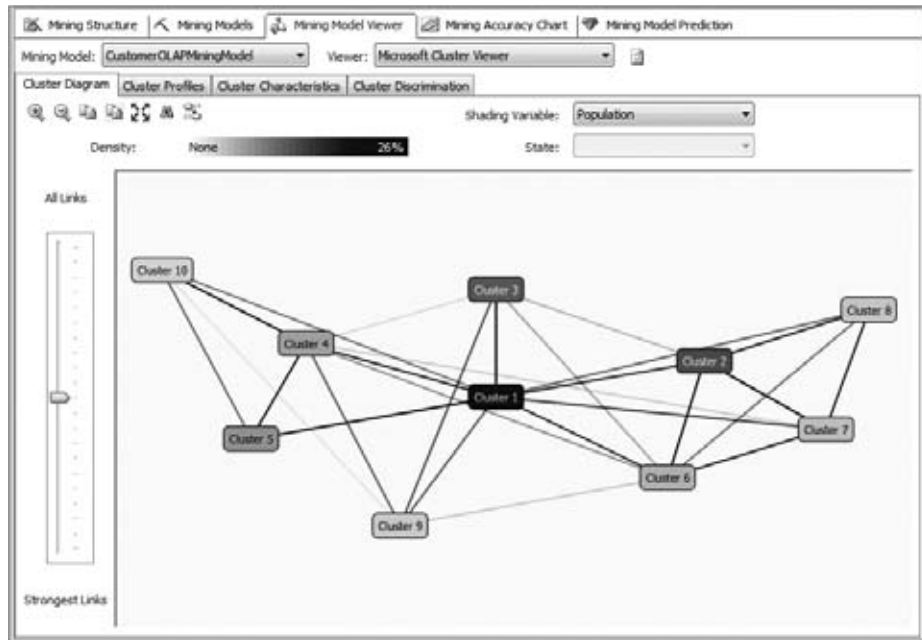 Mining Structure Mining Models Mining Model Viewer Mining Accuracy Chart Mining Model Prediction
Mining Model: CustomerOLAPMiningModel Viewer: Microsoft Cluster Viewer
Cluster Diagram Cluster Profiles Cluster Characteristics Cluster Discrimination
Shading Variable: Population
Density: None 26% State:
All Links
Cluster 10
Cluster 3
Cluster 8
Cluster 4
Cluster 2
Cluster 1
Cluster 7
Cluster 5
Cluster 6
Cluster 9
Strongest Links